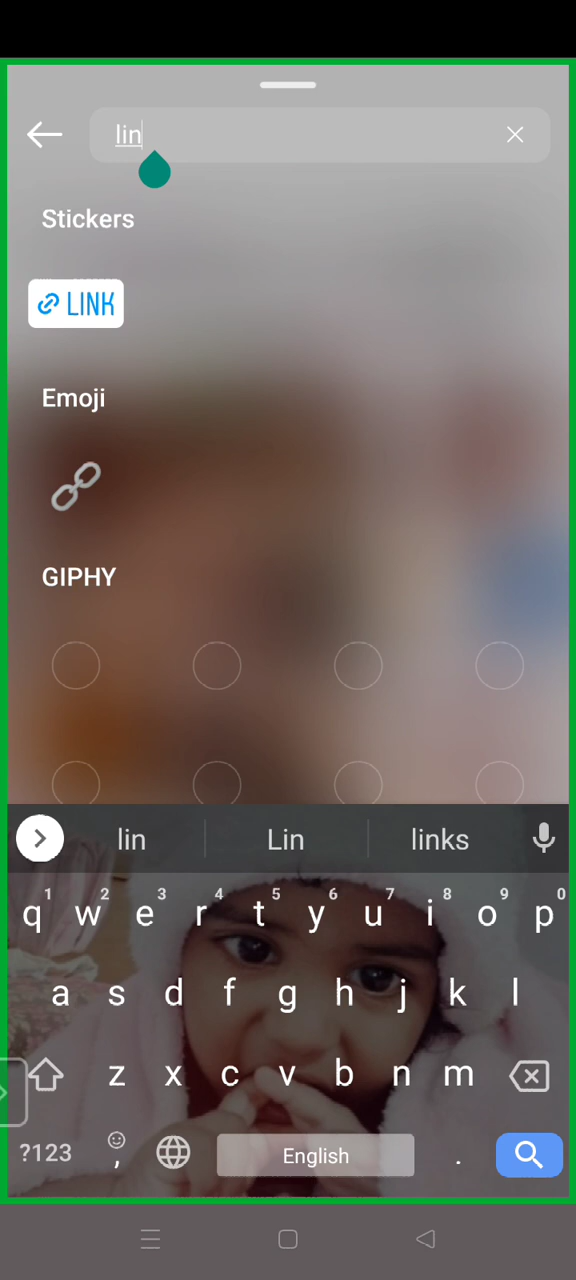 lin
Stickers
LINK
Emoji
GIPHY
lin Lin links
1 2 3 4 5 6 7 8 9 0
q w e r t y u i o p
a s d f g h j k l
z x c v b n m
?123 , English .